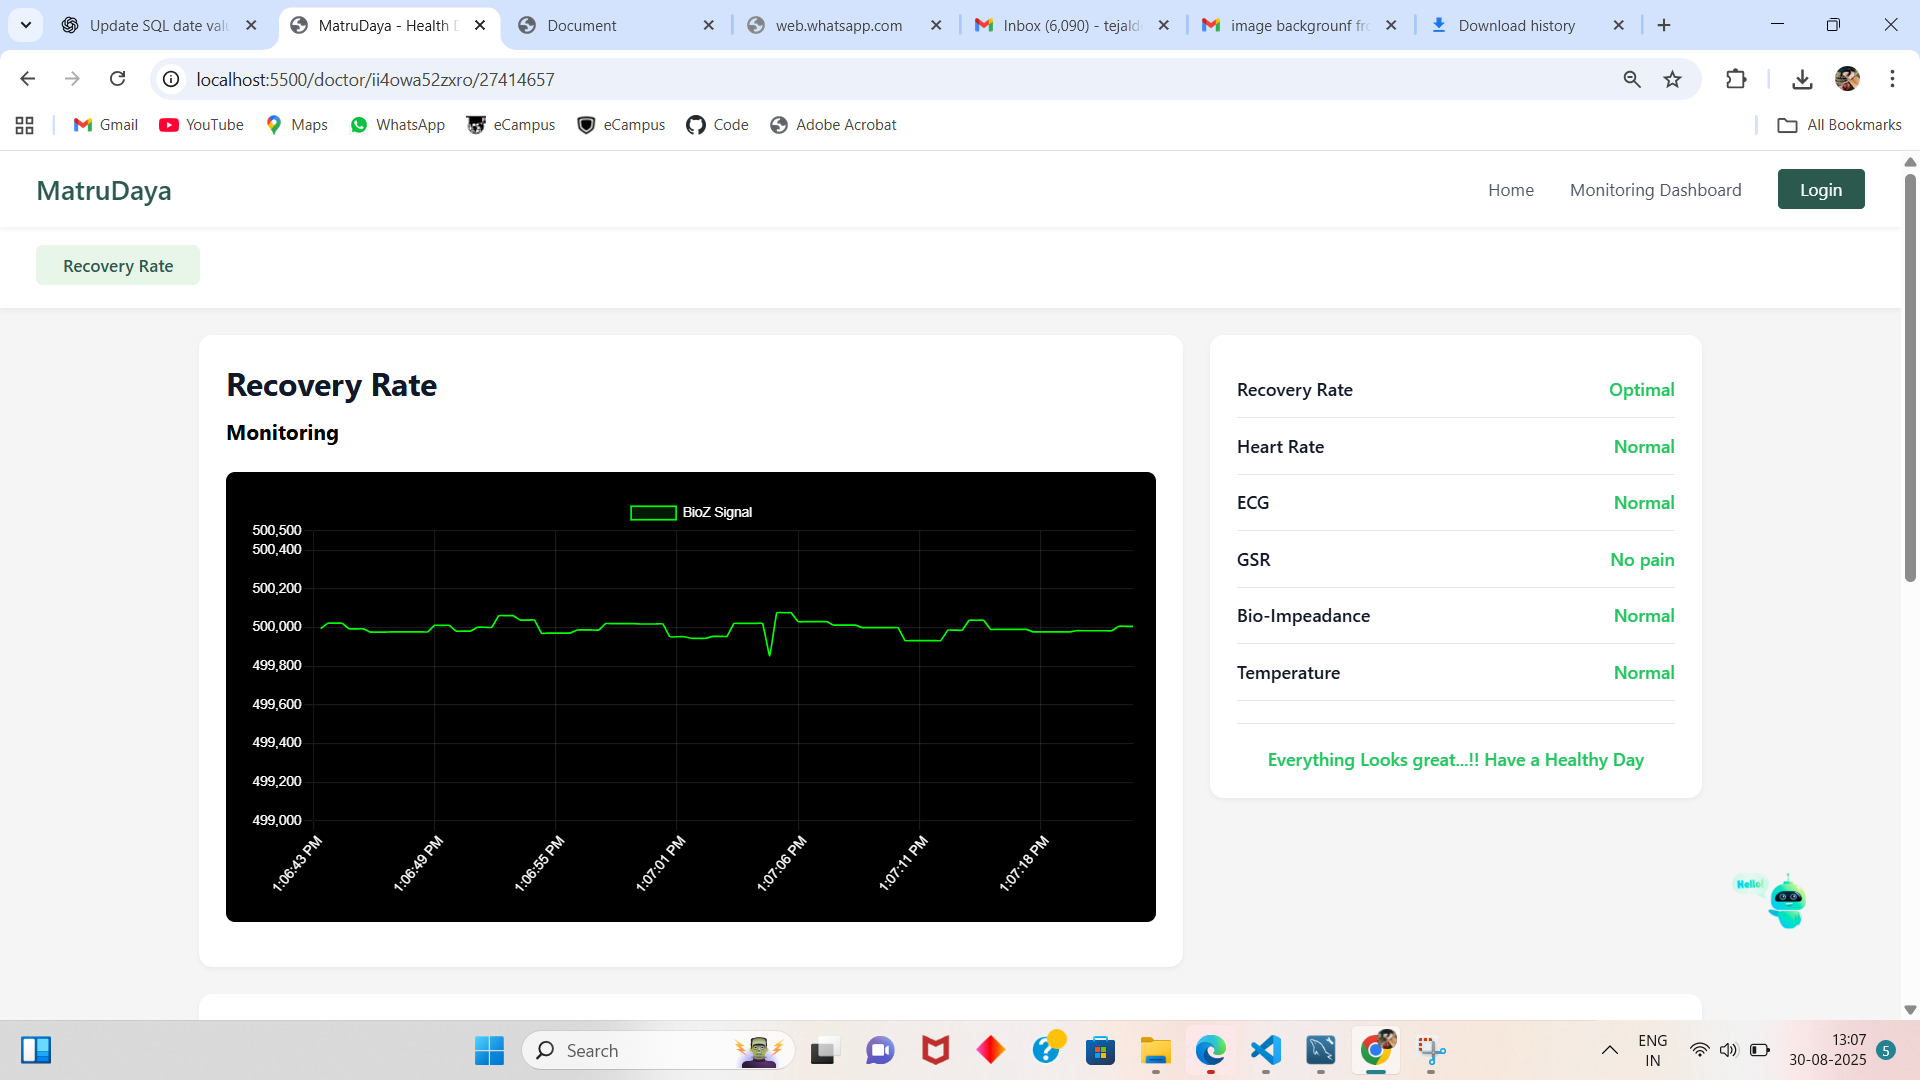 Update SQL date valu
MatruDaya - Health D
Document
web.whatsapp.com
Inbox (6,090) - tejald
image backgrounf fr
Download history
localhost:5500/doctor/ii4owa52zxro/27414657
Gmail
YouTube
Maps
WhatsApp
eCampus
eCampus
Code
Adobe Acrobat
All Bookmarks
MatruDaya
Home
Monitoring Dashboard
Login
Recovery Rate
Recovery Rate
Monitoring
BioZ Signal
500,500
500,400
500,200
500,000
499,800
499,600
499,400
499,200
499,000
1:06:43 PM
1:06:49 PM
1:06:55 PM
1:07:01 PM
1:07:06 PM
1:07:11 PM
1:07:18 PM
Recovery Rate Optimal
Heart Rate Normal
ECG Normal
GSR No pain
Bio-Impeadance Normal
Temperature Normal
Everything Looks great...!! Have a Healthy Day
Hello!
Search
ENG
IN
13:07
30-08-2025
5